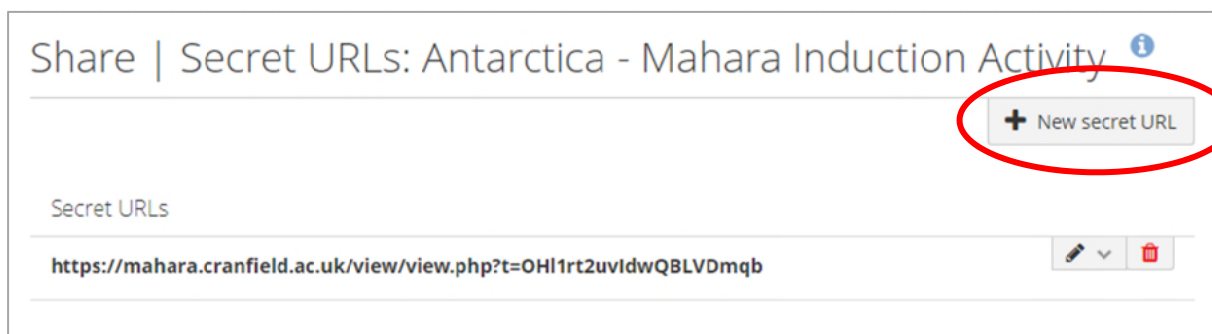 Share | Secret URLs: Antarctica - Mahara Induction Activity
New secret URL
Secret URLs
https://mahara.cranfield.ac.uk/view/view.php?t=OHl1rt2uvIdwQBLVDmqb